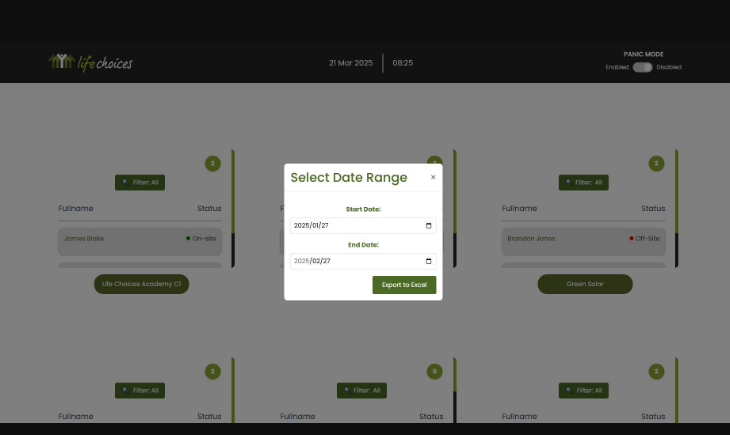 life choices
21 Mar 2025
08:25
PANIC MODE
Enabled
Disabled
3
Filter: All
Fullname Status
James Blake
On-site
Life Choices Academy C1
3
Filter: All
Fullname Status
Brandon Jones
Off-Site
Green Solar
Select Date Range
×
Start Date:
2025/01/27
End Date:
2025/02/27
Export to Excel
Filter: All
Fullname Status
9
Filter: All
Fullname Status
3
Filter: All
Fullname Status